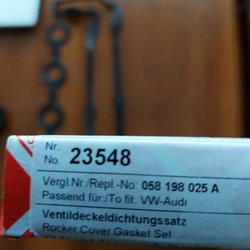 Nr.
No. 23548
Vergl.Nr./Repl.-No: 058 198 025 A
Passend für:/To fit: VW-Audi
Ventildeckeldichtungssatz
Rocker Cover Gasket Set